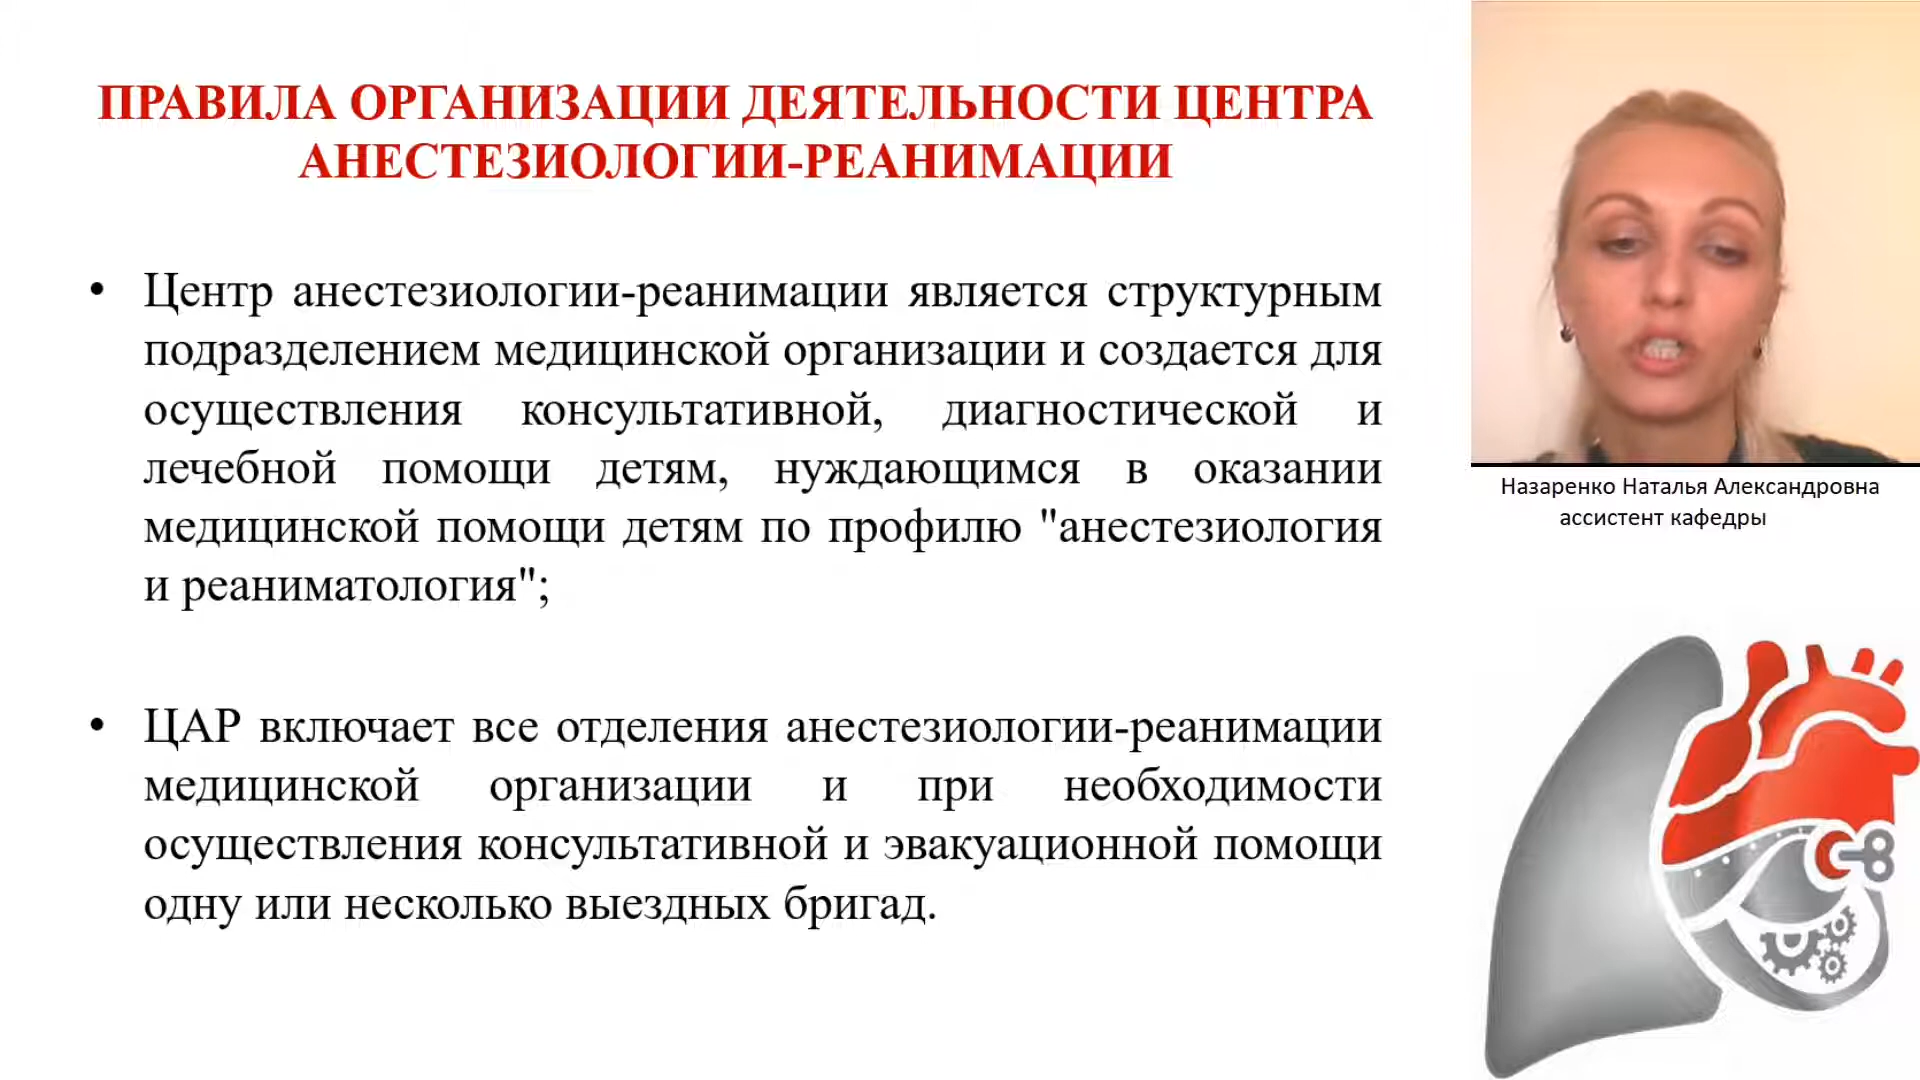 ПРАВИЛА ОРГАНИЗАЦИИ ДЕЯТЕЛЬНОСТИ ЦЕНТРА
АНЕСТЕЗИОЛОГИИ-РЕАНИМАЦИИ
• Центр анестезиологии-реанимации является структурным
подразделением медицинской организации и создается для
осуществления консультативной, диагностической и
лечебной помощи детям, нуждающимся в оказании
медицинской помощи детям по профилю "анестезиология
и реаниматология";
• ЦАР включает все отделения анестезиологии-реанимации
медицинской организации и при необходимости
осуществления консультативной и эвакуационной помощи
одну или несколько выездных бригад.
Назаренко Наталья Александровна
ассистент кафедры